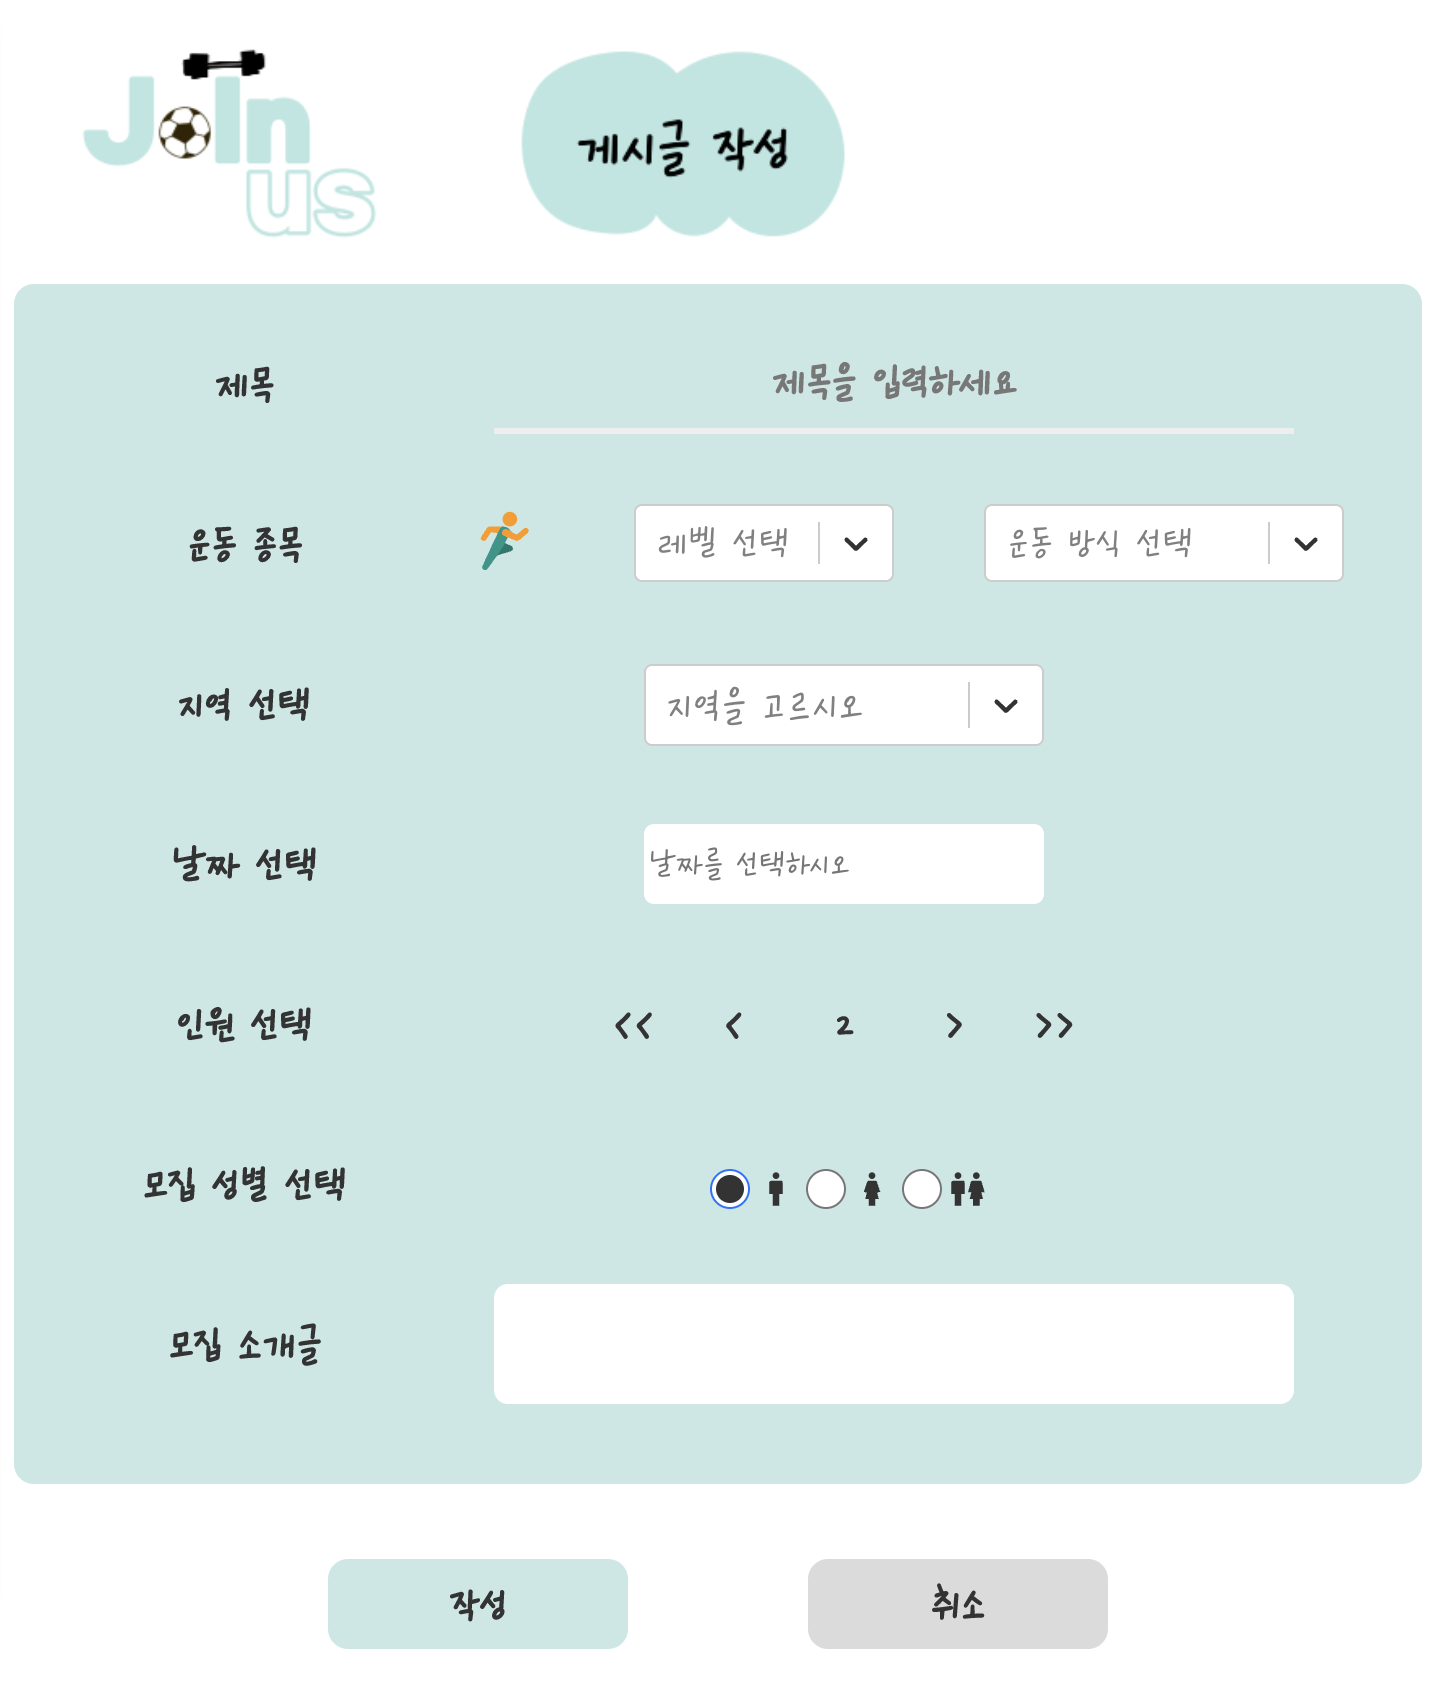 JoIn
us
게시글 작성
제목
제목을 입력하세요
운동 종목
레벨 선택
운동 방식 선택
지역 선택
지역을 고르시오
날짜 선택
날짜를 선택하시오
인원 선택
<< < 2 > >>
모집 성별 선택
모집 소개글
작성
취소